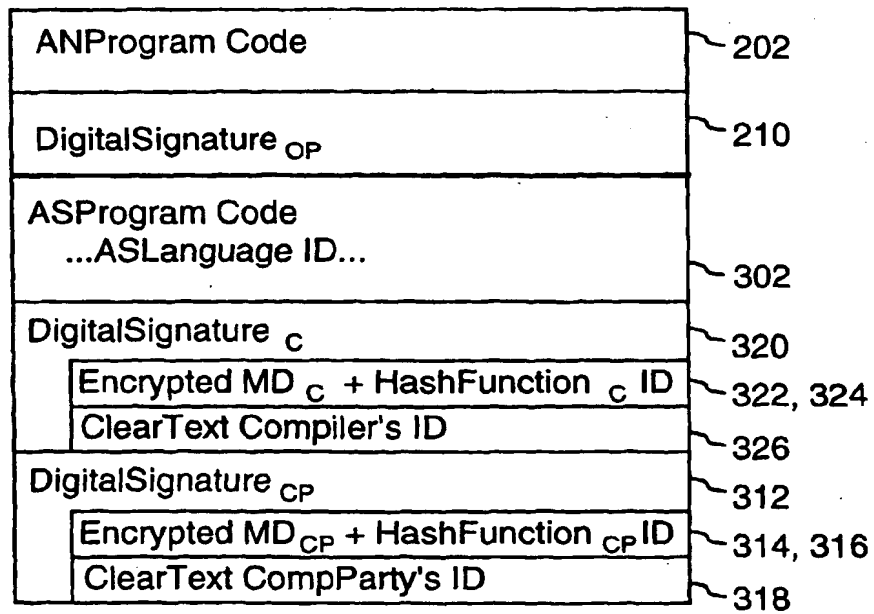 ANProgram Code 202
DigitalSignature OP 210
ASProgram Code
...ASLanguage ID... 302
DigitalSignature C 320
Encrypted MD C + HashFunction C ID 322, 324
ClearText Compiler's ID 326
DigitalSignature CP 312
Encrypted MD CP + HashFunction CP ID 314, 316
ClearText CompParty's ID 318